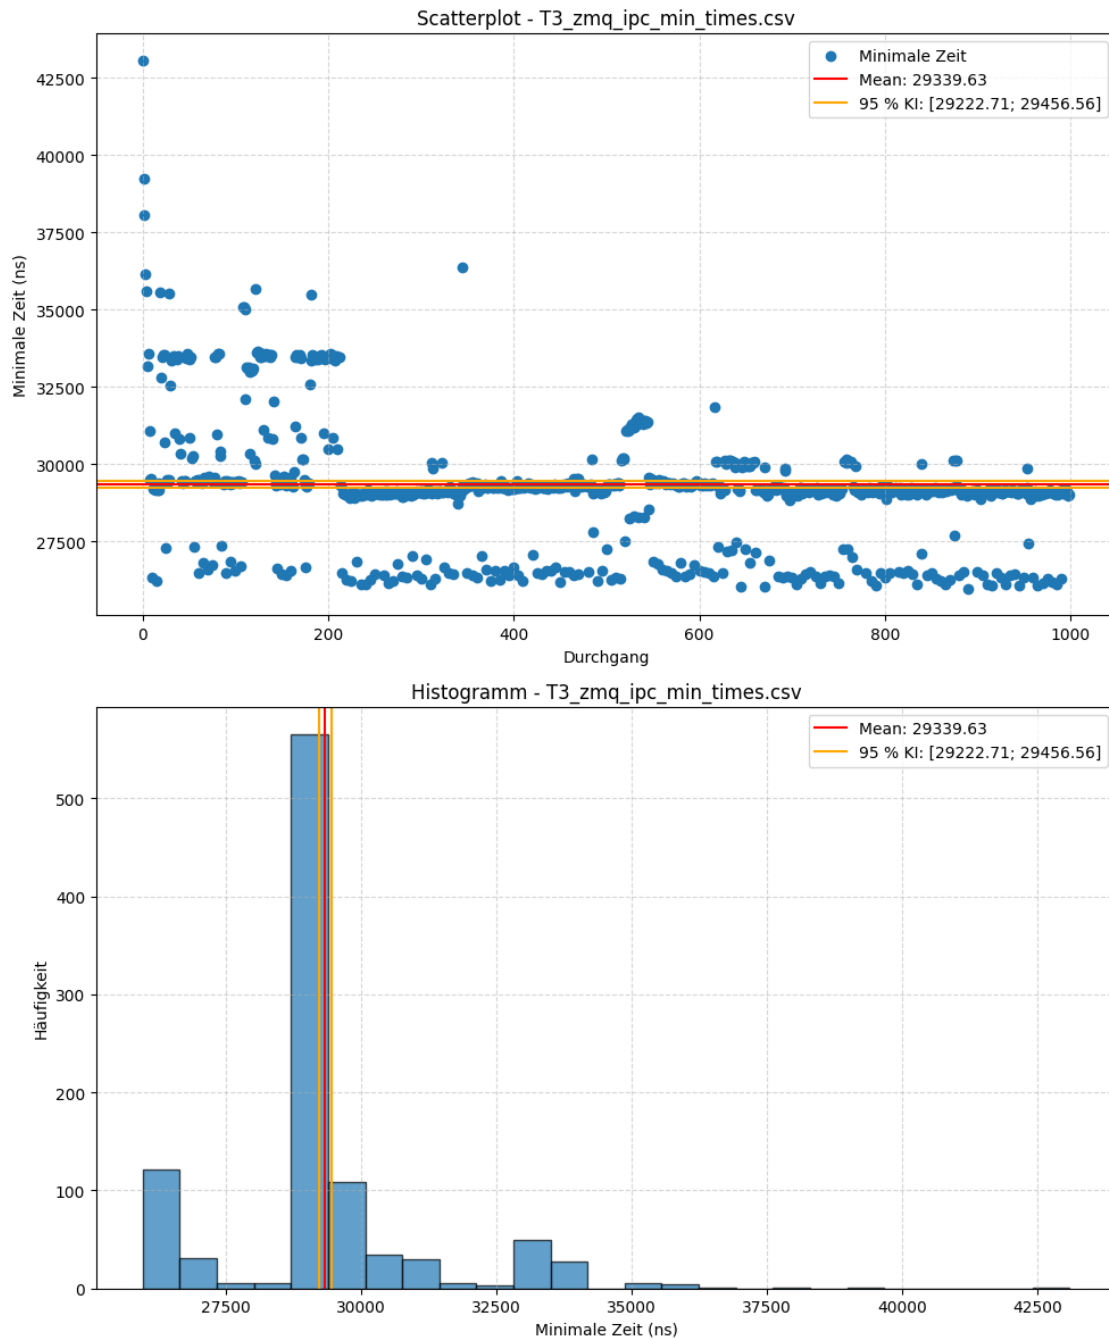 Scatterplot - T3_zmq_ipc_min_times.csv
Minimale Zeit
Mean: 29339.63
95 % KI: [29222.71; 29456.56]
42500
40000
37500
35000
32500
30000
27500
Minimale Zeit (ns)
0
200
400
600
800
1000
Durchgang
Histogramm - T3_zmq_ipc_min_times.csv
Mean: 29339.63
95 % KI: [29222.71; 29456.56]
500
400
300
200
100
0
Häufigkeit
27500
30000
32500
35000
37500
40000
42500
Minimale Zeit (ns)